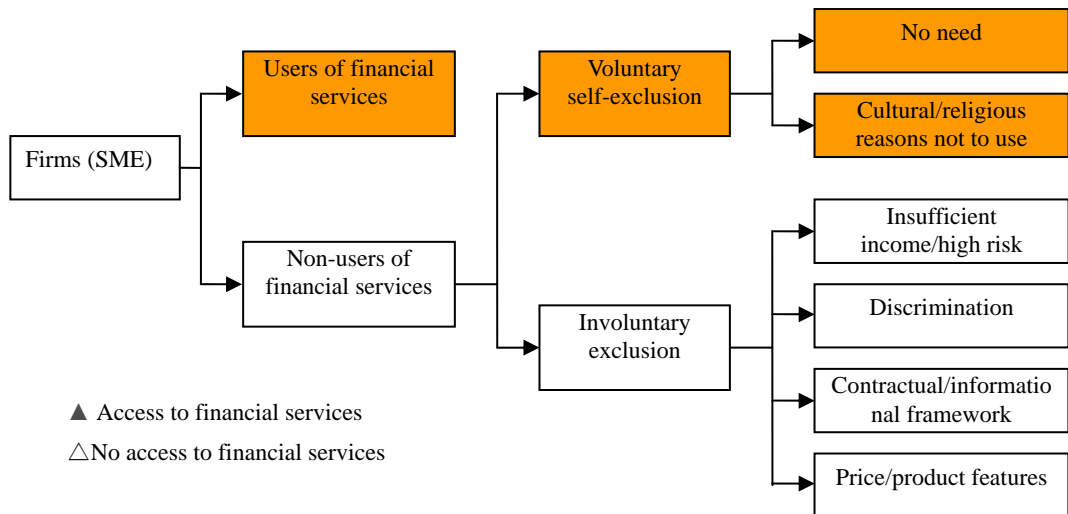 Firms (SME)
Users of financial
services
Non-users of
financial services
Voluntary
self-exclusion
Involuntary
exclusion
No need
Cultural/religious
reasons not to use
Insufficient
income/high risk
Discrimination
Contractual/informatio
nal framework
Price/product features
▲ Access to financial services
△No access to financial services